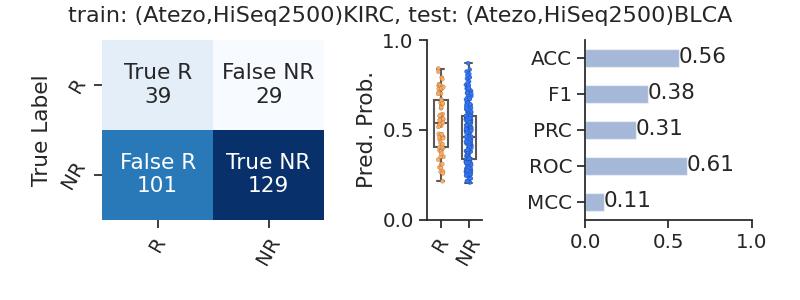 train: (Atezo,HiSeq2500)KIRC, test: (Atezo,HiSeq2500)BLCA
True Label
R
NR
True R
39
False NR
29
False R
101
True NR
129
R
NR
Pred. Prob.
1.0
0.5
0.0
R
NR
ACC
0.56
F1
0.38
PRC
0.31
ROC
0.61
MCC
0.11
0.0
0.5
1.0